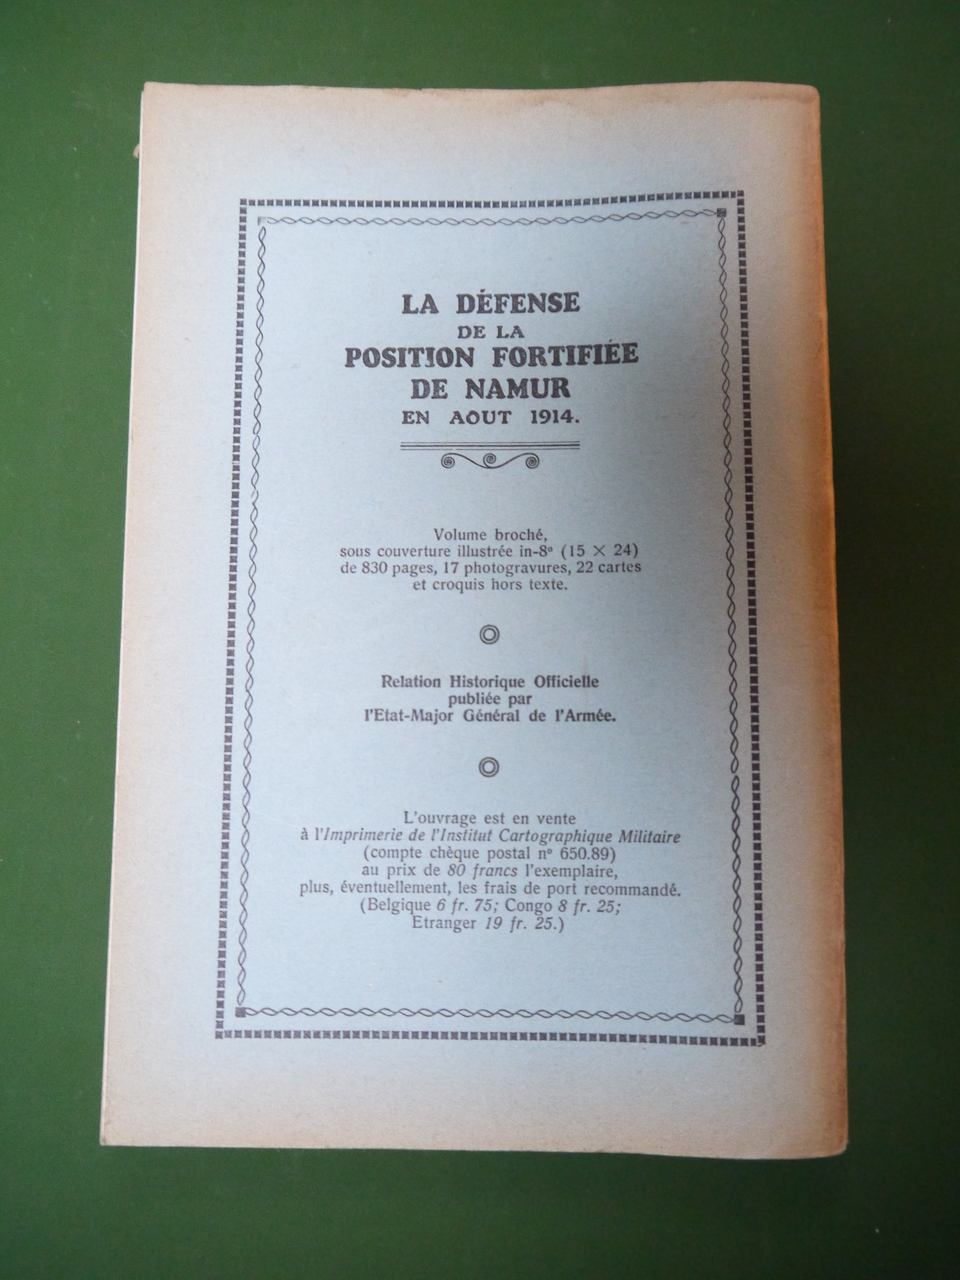 LA DÉFENSE
DE LA
POSITION FORTIFIÉE
DE NAMUR
EN AOUT 1914.
Volume broché,
sous couverture illustrée in-8º (15 × 24)
de 830 pages, 17 photogravures, 22 cartes
et croquis hors texte.
Relation Historique Officielle
publiée par
l'Etat-Major Général de l'Armée.
L'ouvrage est en vente
à l'Imprimerie de l'Institut Cartographique Militaire
(compte chèque postal nº 650.89)
au prix de 80 francs l'exemplaire,
plus, éventuellement, les frais de port recommandé.
(Belgique 6 fr. 75; Congo 8 fr. 25;
Etranger 19 fr. 25.)